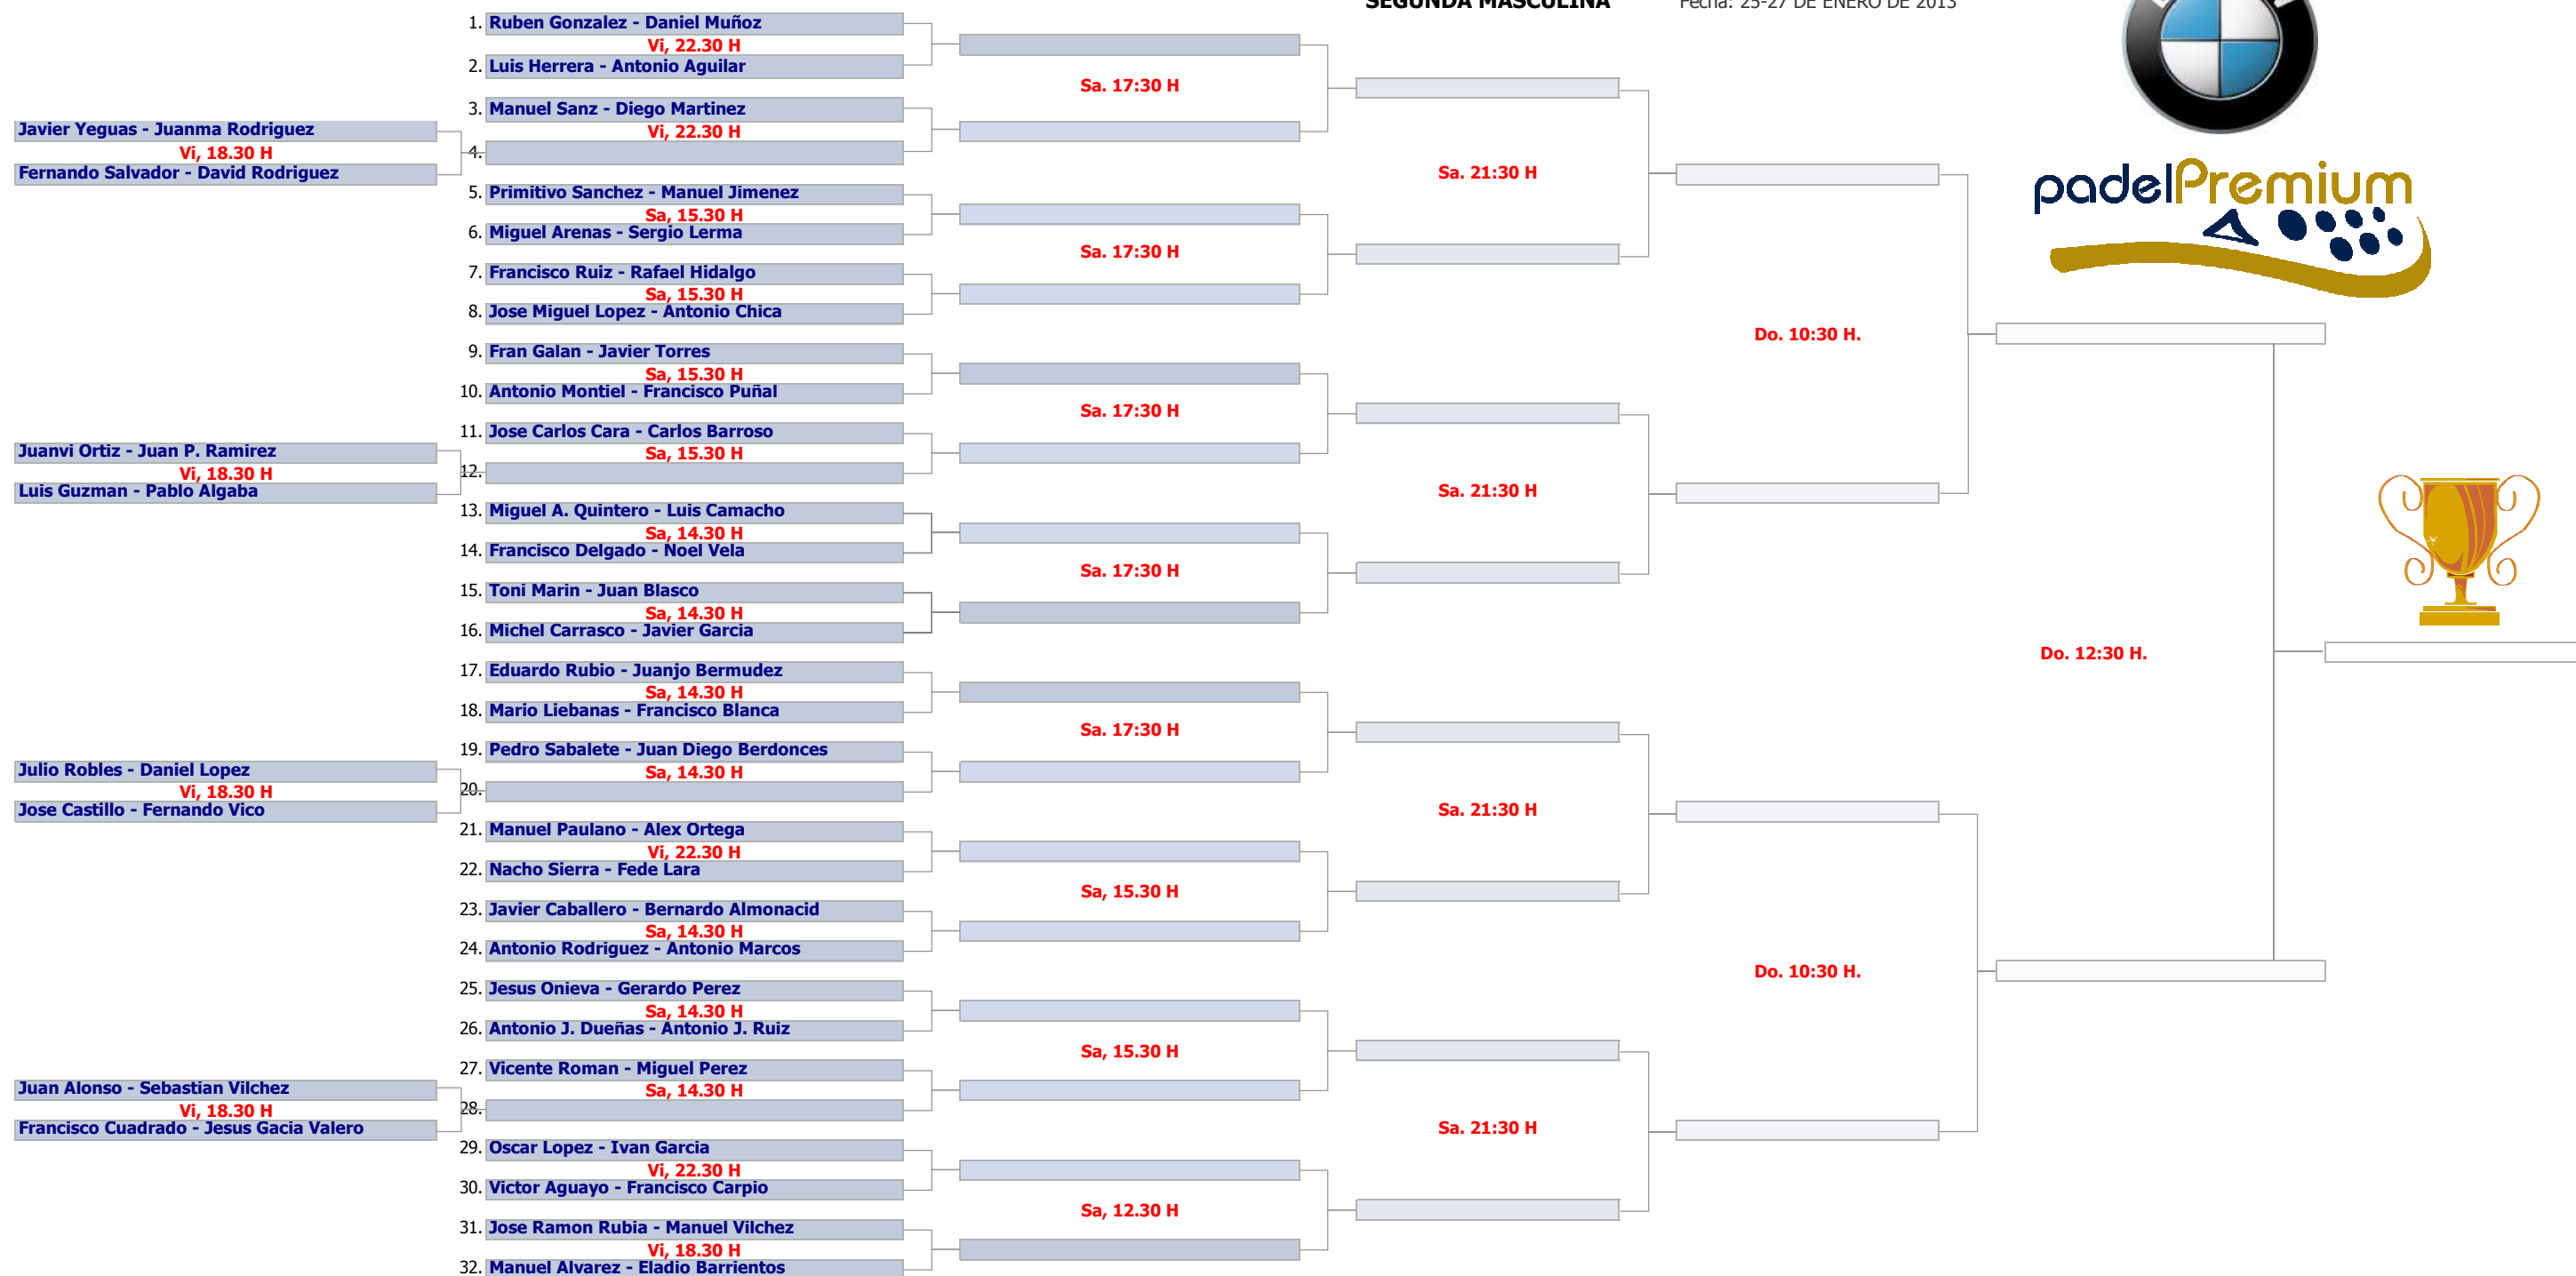 SEGUNDA MASCULINA
Fecha: 25-27 DE ENERO DE 2013
padelPremium
Javier Yeguas - Juanma Rodriguez
Vi, 18.30 H
Fernando Salvador - David Rodriguez
Juanvi Ortiz - Juan P. Ramirez
Vi, 18.30 H
Luis Guzman - Pablo Algaba
Julio Robles - Daniel Lopez
Vi, 18.30 H
Jose Castillo - Fernando Vico
Juan Alonso - Sebastian Vilchez
Vi, 18.30 H
Francisco Cuadrado - Jesus Gacia Valero
1. Ruben Gonzalez - Daniel Muñoz
Vi, 22.30 H
2. Luis Herrera - Antonio Aguilar
3. Manuel Sanz - Diego Martinez
Vi, 22.30 H
4.
5. Primitivo Sanchez - Manuel Jimenez
Sa, 15.30 H
6. Miguel Arenas - Sergio Lerma
7. Francisco Ruiz - Rafael Hidalgo
Sa, 15.30 H
8. Jose Miguel Lopez - Antonio Chica
9. Fran Galan - Javier Torres
Sa, 15.30 H
10. Antonio Montiel - Francisco Puñal
11. Jose Carlos Cara - Carlos Barroso
Sa, 15.30 H
12.
13. Miguel A. Quintero - Luis Camacho
Sa, 14.30 H
14. Francisco Delgado - Noel Vela
15. Toni Marin - Juan Blasco
Sa, 14.30 H
16. Michel Carrasco - Javier Garcia
17. Eduardo Rubio - Juanjo Bermudez
Sa, 14.30 H
18. Mario Liebanas - Francisco Blanca
19. Pedro Sabalete - Juan Diego Berdonces
Sa, 14.30 H
20.
21. Manuel Paulano - Alex Ortega
Vi, 22.30 H
22. Nacho Sierra - Fede Lara
23. Javier Caballero - Bernardo Almonacid
Sa, 14.30 H
24. Antonio Rodriguez - Antonio Marcos
25. Jesus Onieva - Gerardo Perez
Sa, 14.30 H
26. Antonio J. Dueñas - Antonio J. Ruiz
27. Vicente Roman - Miguel Perez
Sa, 14.30 H
28.
29. Oscar Lopez - Ivan Garcia
Vi, 22.30 H
30. Victor Aguayo - Francisco Carpio
31. Jose Ramon Rubia - Manuel Vilchez
Vi, 18.30 H
32. Manuel Alvarez - Eladio Barrientos
Sa. 17:30 H
Sa. 17:30 H
Sa. 17:30 H
Sa. 17:30 H
Sa. 17:30 H
Sa, 15.30 H
Sa, 15.30 H
Sa, 12.30 H
Sa. 21:30 H
Sa. 21:30 H
Sa. 21:30 H
Sa. 21:30 H
Do. 10:30 H.
Do. 10:30 H.
Do. 12:30 H.